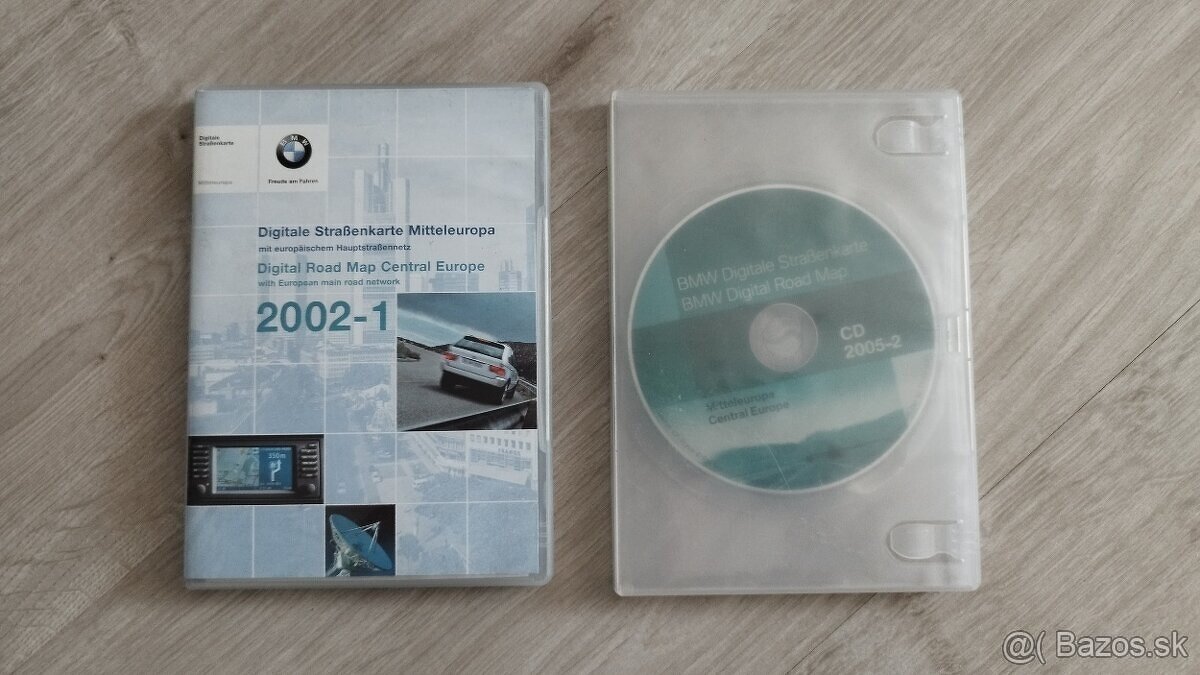 Digitale
Straßenkarte
Mitteleuropa
BMW
Freude am Fahren
Digitale Straßenkarte Mitteleuropa
mit europäischem Hauptstraßennetz
Digital Road Map Central Europe
with European main road network
2002-1
350m
BMW Digitale Straßenkarte
BMW Digital Road Map
CD
2005-2
Mitteleuropa
Central Europe
@( Bazos.sk